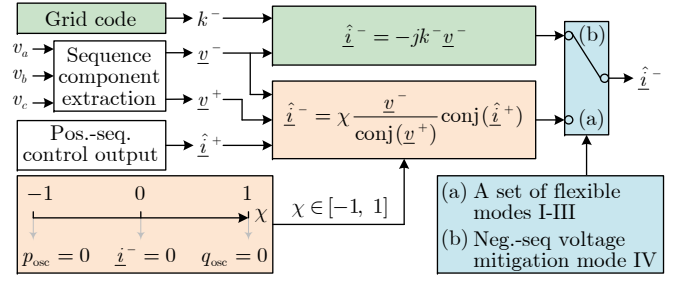 Grid code
k⁻
î̲⁻ = −jk⁻v̲⁻
(b)
vₐ
v_b
v_c
Sequence
component
extraction
v̲⁻
v̲⁺
î̲⁻ = χ v̲⁻ / conj(v̲⁺) conj(î̲⁺)
î̲⁻
(a)
Pos.-seq.
control output
î̲⁺
−1 0 1
χ
p_osc = 0 i̲⁻ = 0 q_osc = 0
χ ∈ [−1, 1]
(a) A set of flexible
modes I-III
(b) Neg.-seq voltage
mitigation mode IV